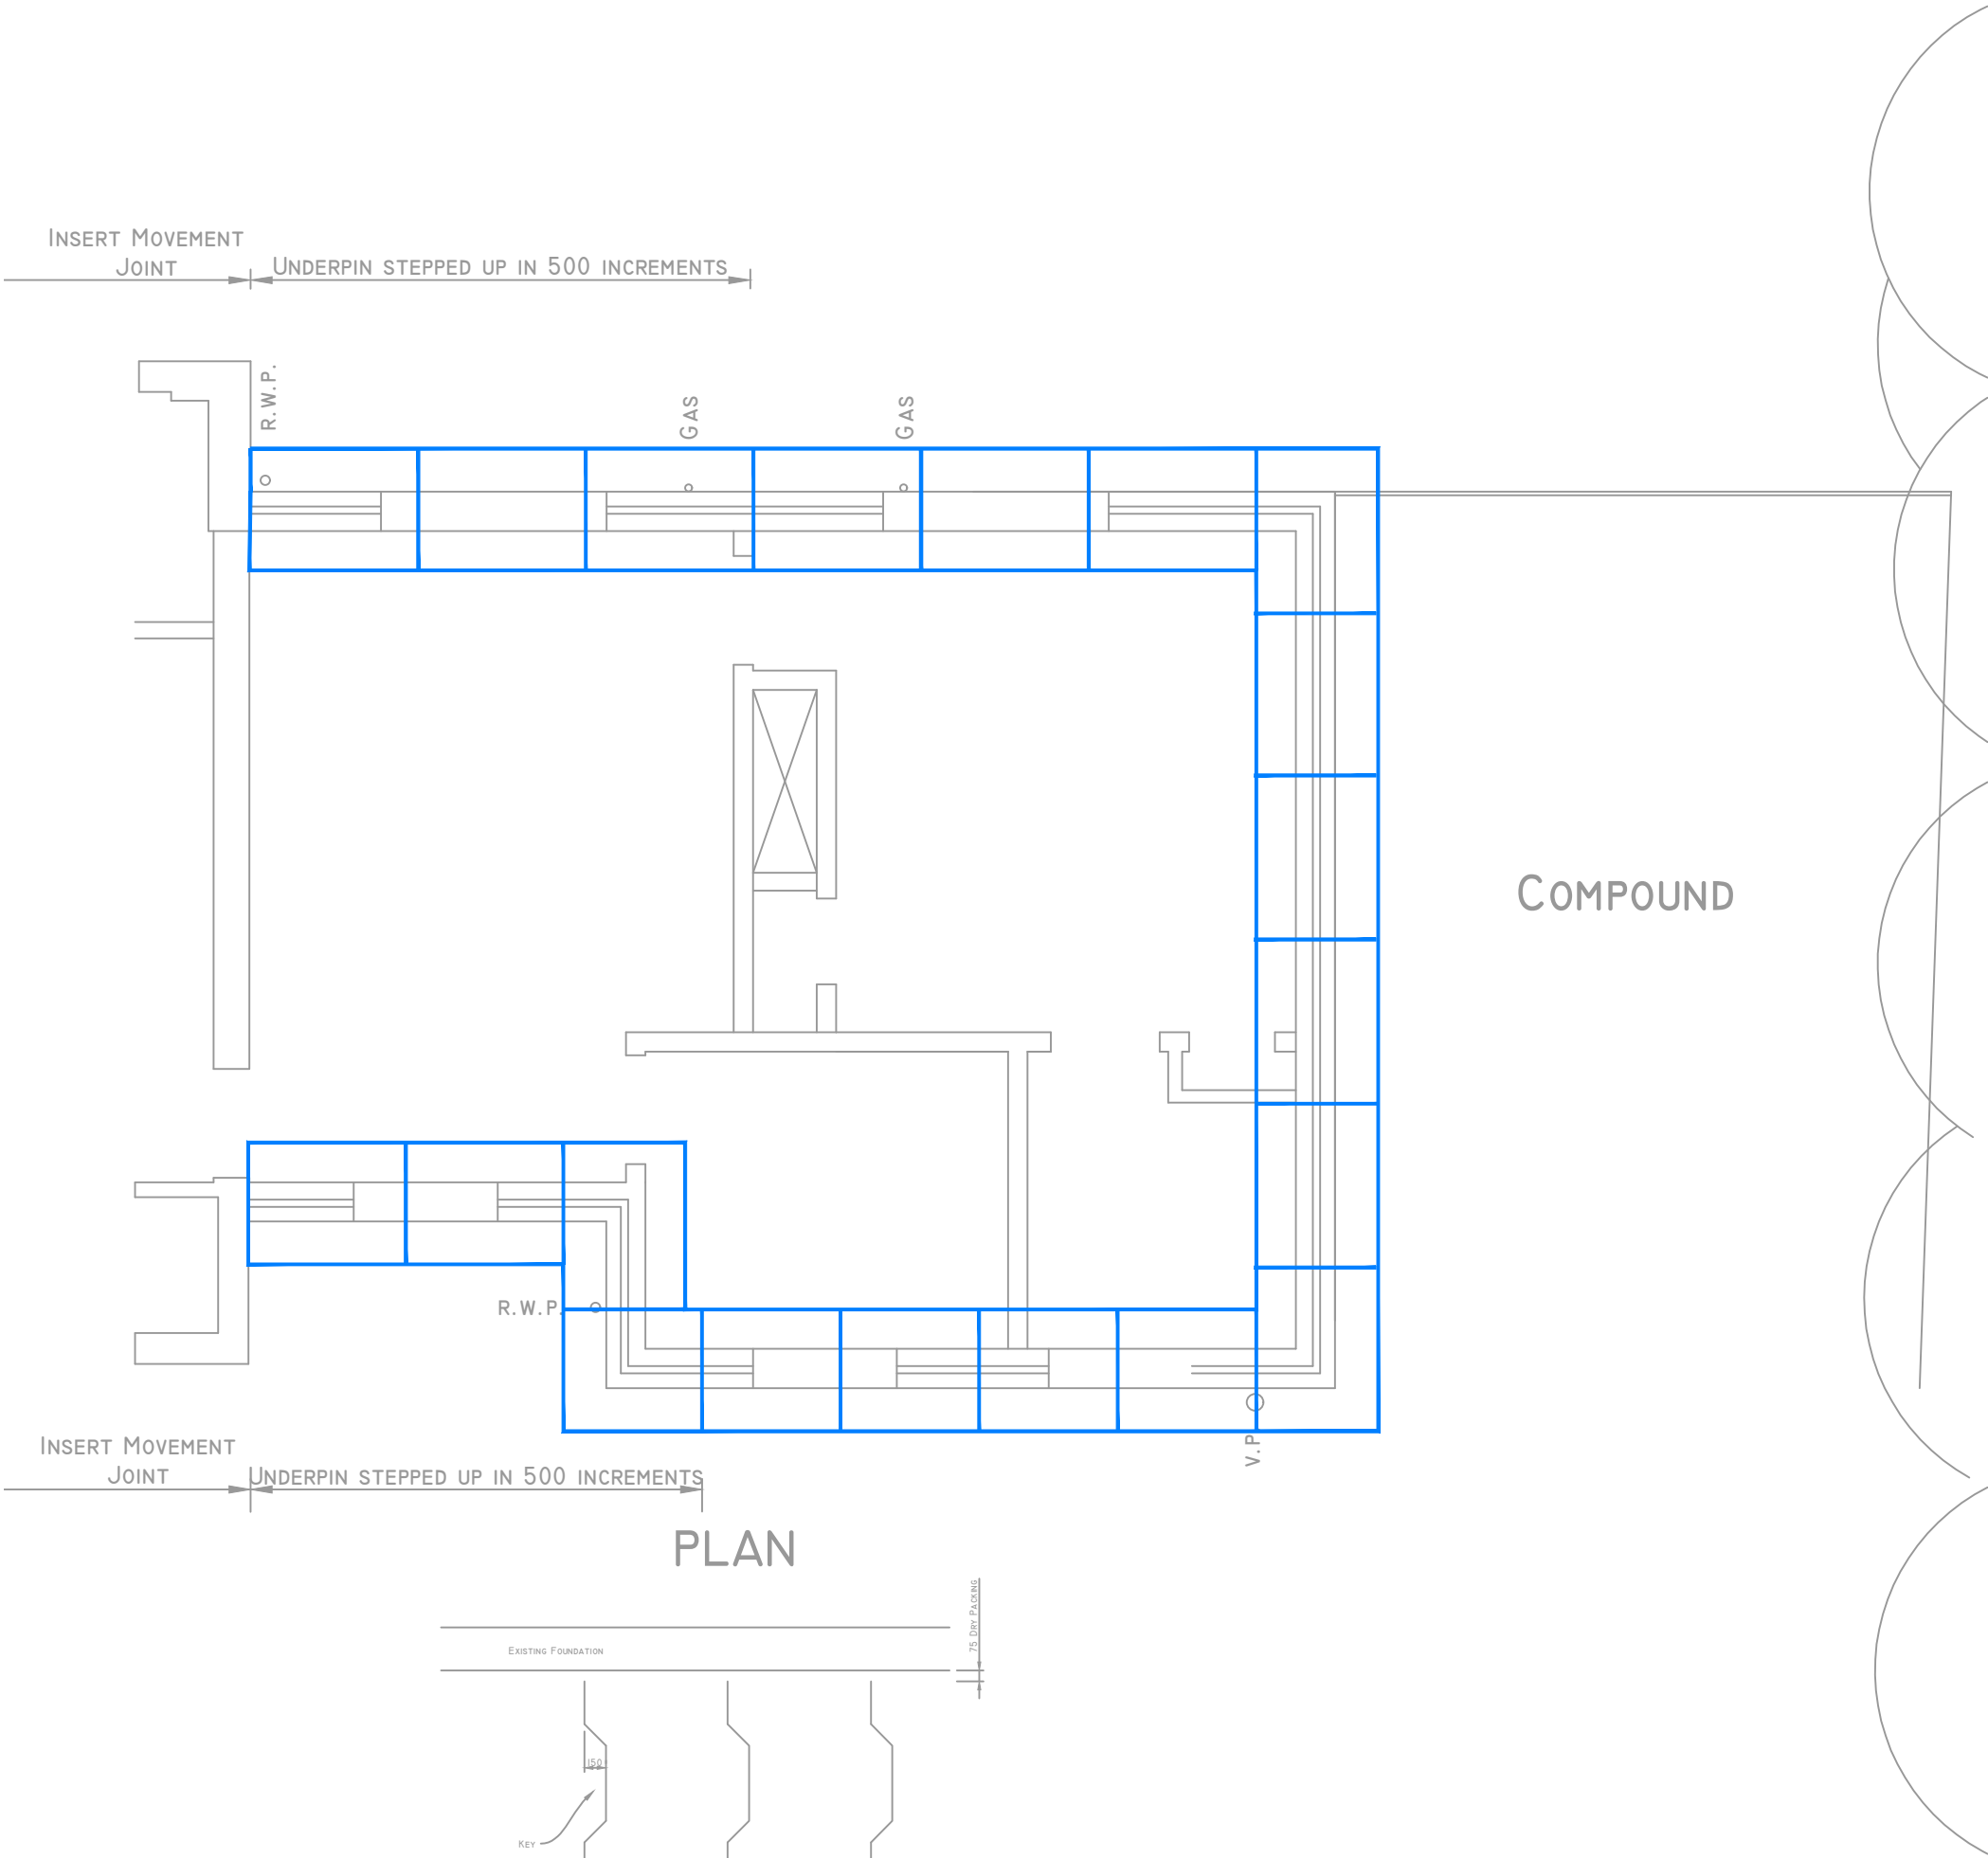 Insert Movement
Joint
Underpin stepped up in 500 increments
R.W.P.
Gas
Gas
Compound
R.W.P.
V.P
Insert Movement
Joint
Underpin stepped up in 500 increments
PLAN
75 Dry Packing
Existing Foundation
150
Key